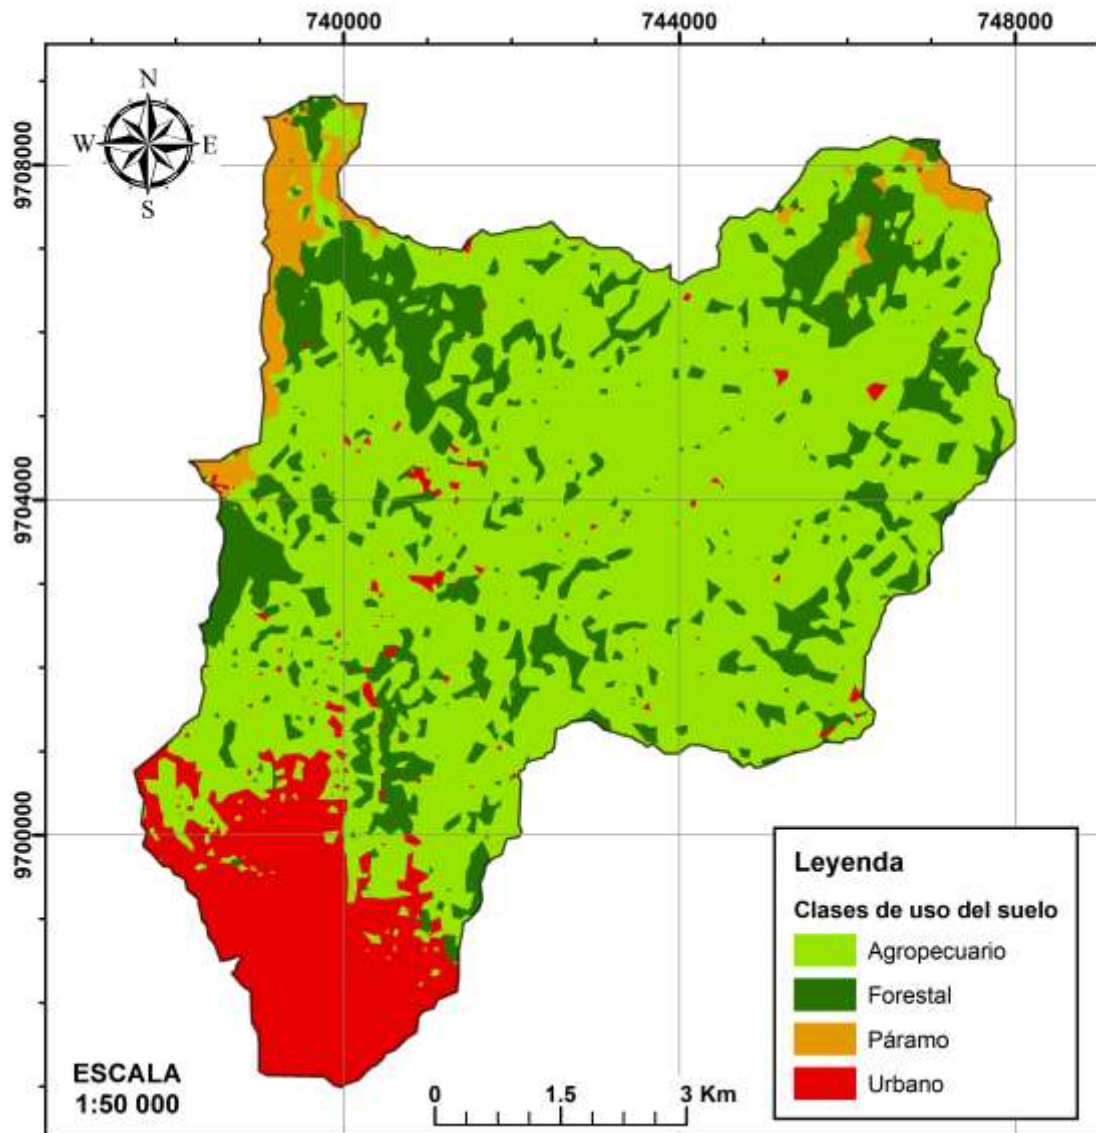 740000 744000 748000
N
W E
S
9708000
9704000
9700000
Leyenda
Clases de uso del suelo
Agropecuario
Forestal
Páramo
Urbano
ESCALA
1:50 000
0 1.5 3 Km